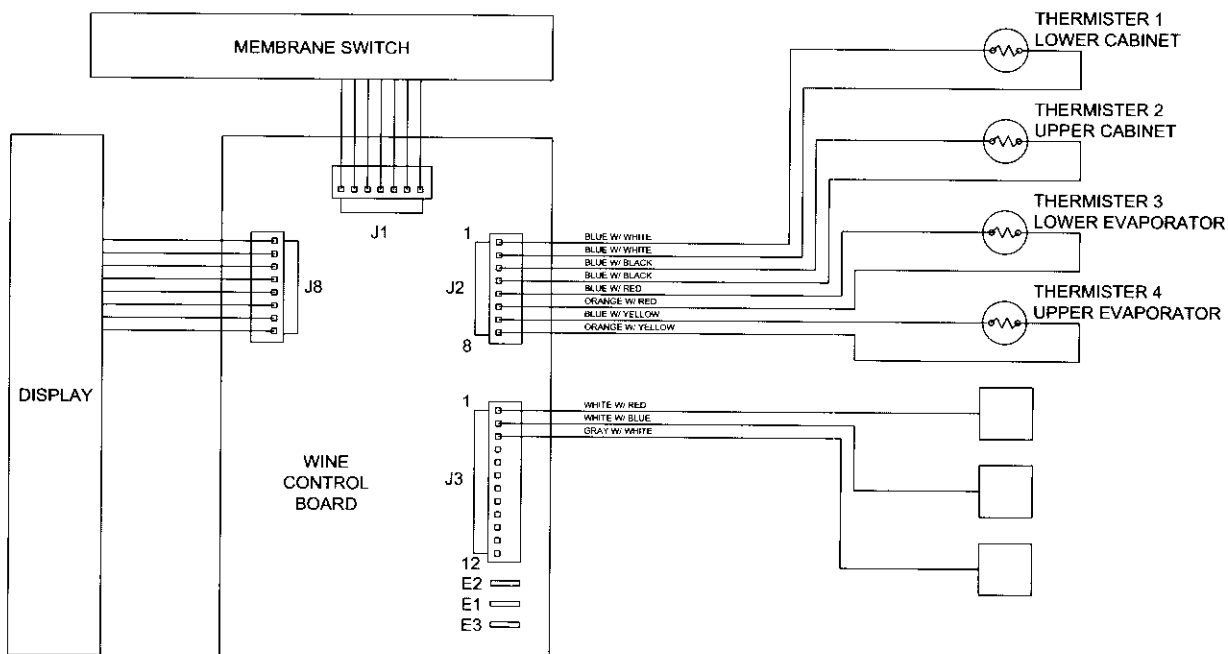 MEMBRANE SWITCH
THERMISTER 1
LOWER CABINET
THERMISTER 2
UPPER CABINET
THERMISTER 3
LOWER EVAPORATOR
THERMISTER 4
UPPER EVAPORATOR
J1
J8
DISPLAY
WINE
CONTROL
BOARD
1
J2
8
BLUE W/ WHITE
BLUE W/ WHITE
BLUE W/ BLACK
BLUE W/ BLACK
BLUE W/ RED
ORANGE W/ RED
BLUE W/ YELLOW
ORANGE W/ YELLOW
1
J3
12
WHITE W/ RED
WHITE W/ BLUE
GRAY W/ WHITE
E2
E1
E3